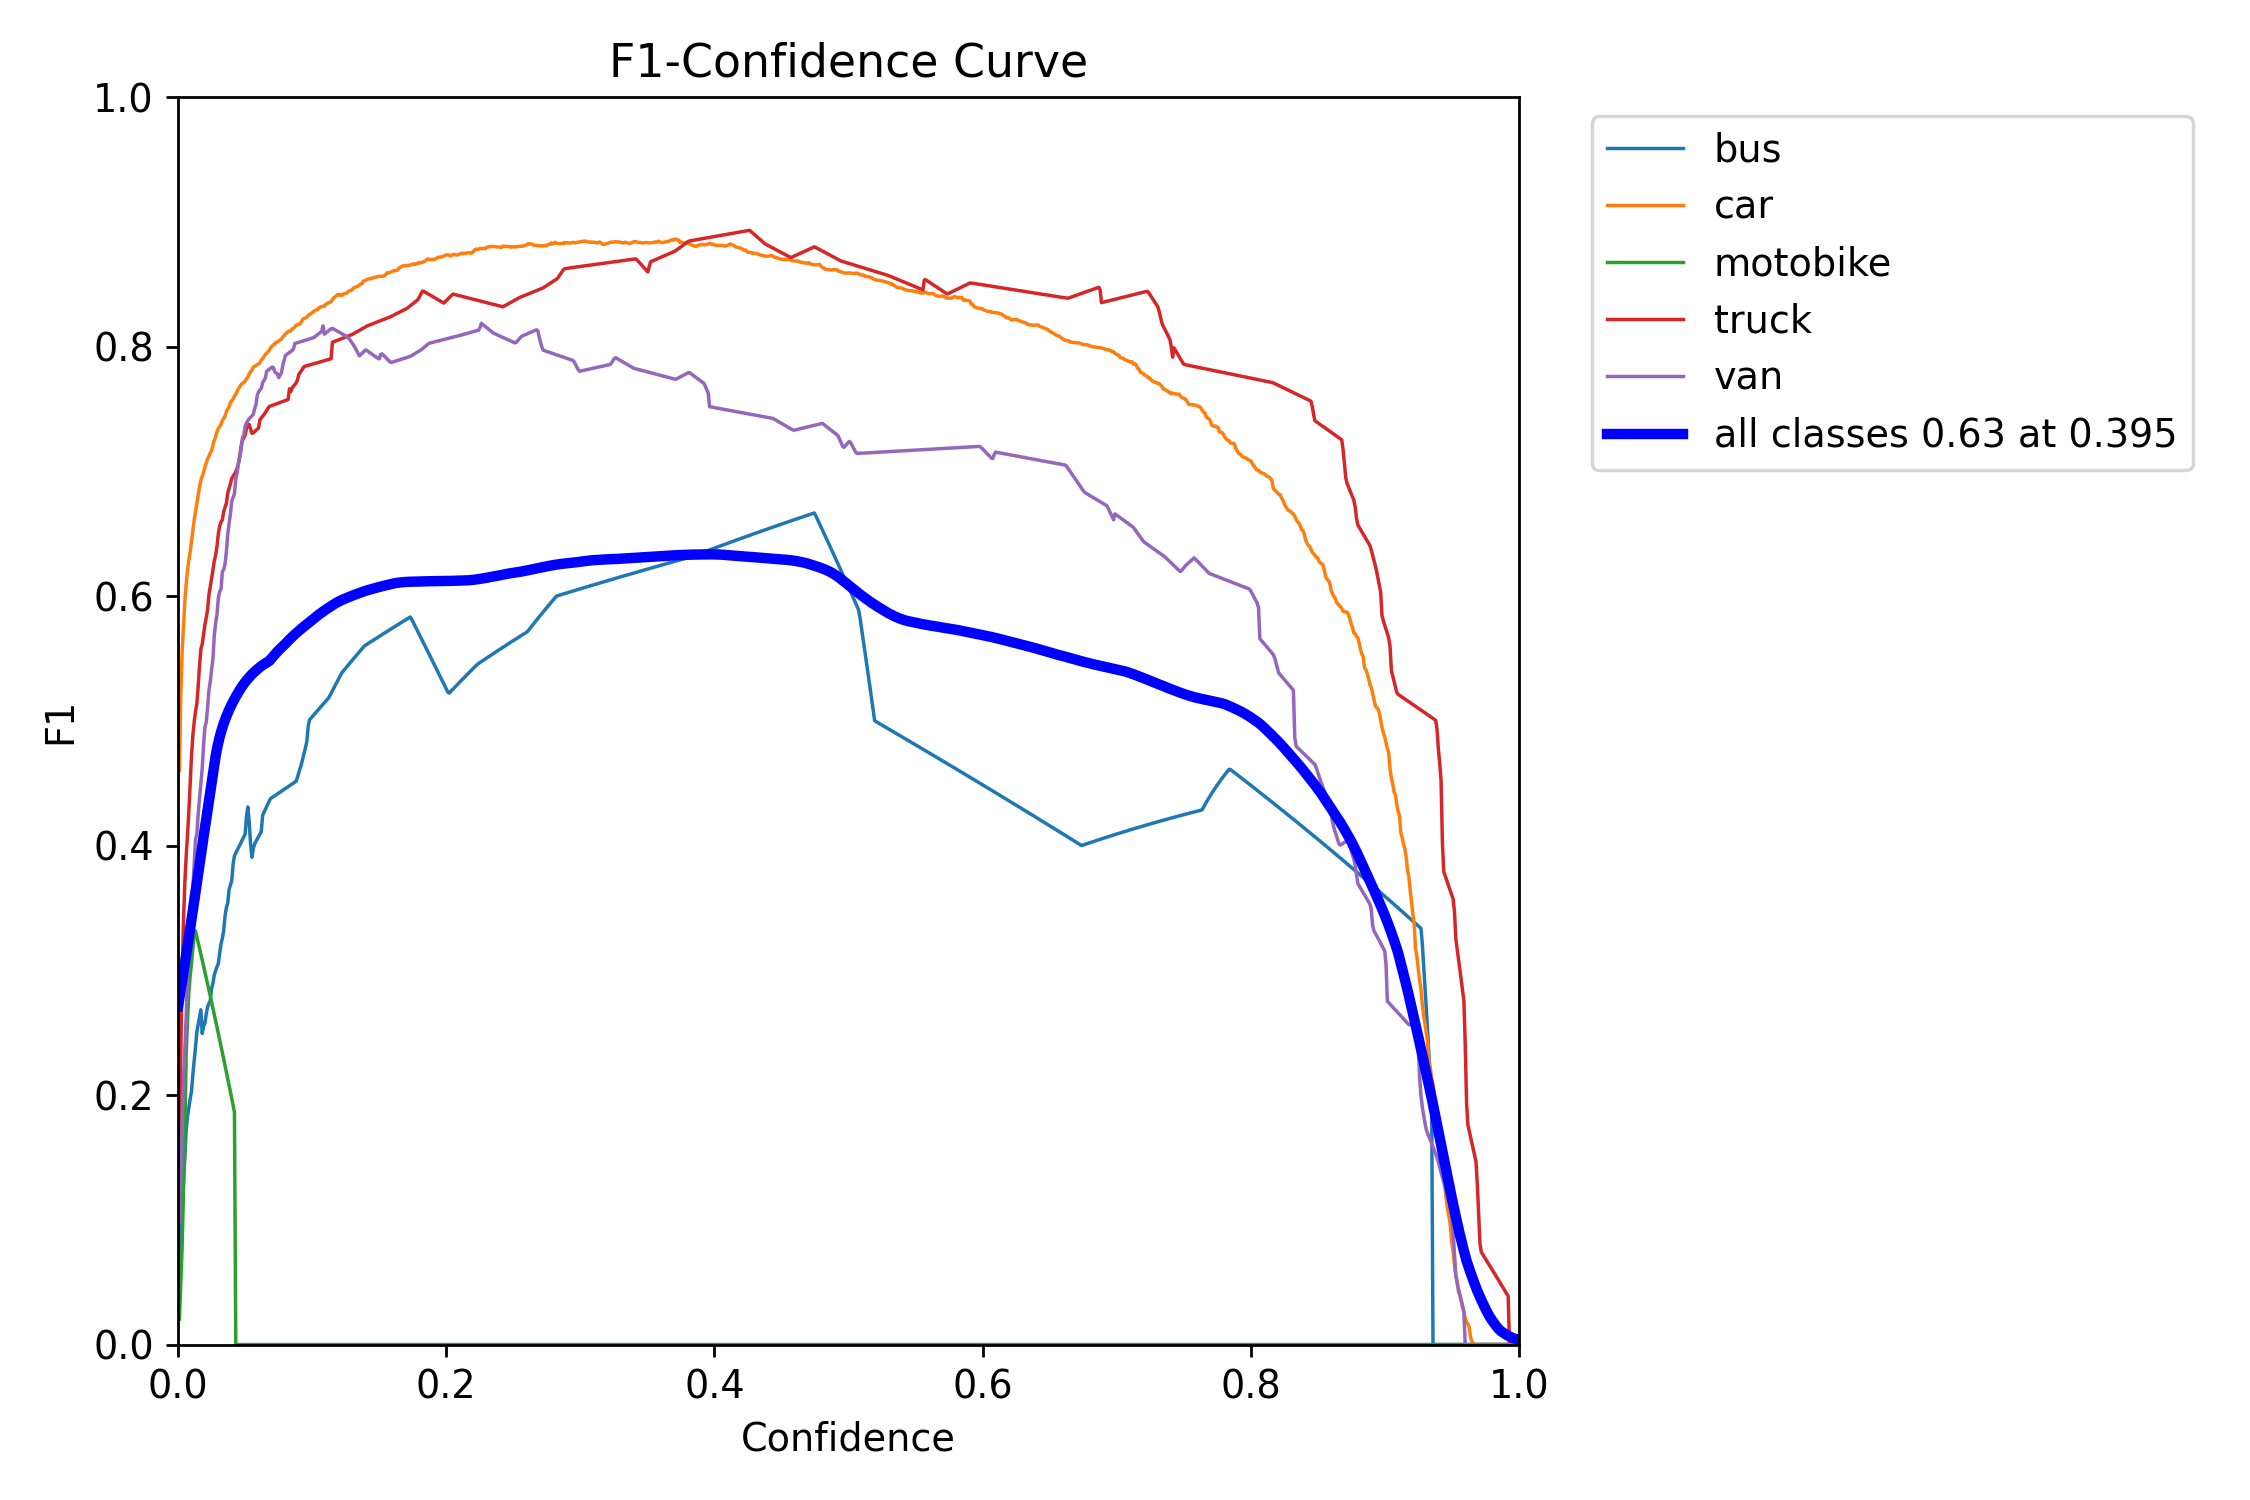 F1-Confidence Curve
1.0
0.8
0.6
0.4
0.2
0.0
F1
0.0 0.2 0.4 0.6 0.8 1.0
Confidence
bus
car
motobike
truck
van
all classes 0.63 at 0.395